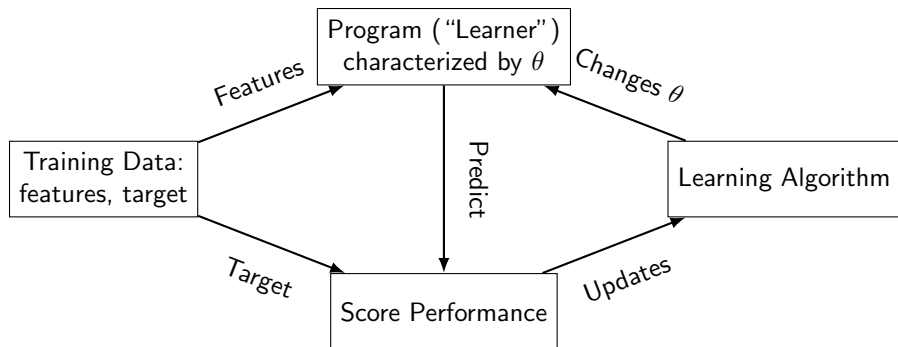 Program (“Learner”)
characterized by θ
Features
Changes θ
Training Data:
features, target
Predict
Learning Algorithm
Target
Updates
Score Performance